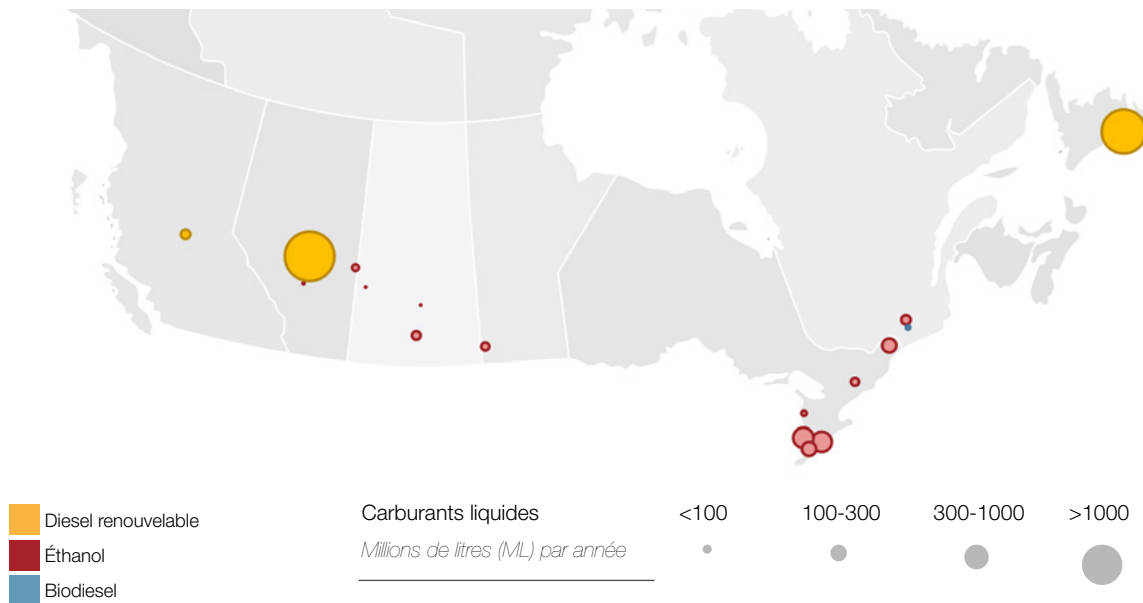 Diesel renouvelable
Éthanol
Biodiesel
Carburants liquides <100 100-300 300-1000 >1000
Millions de litres (ML) par année